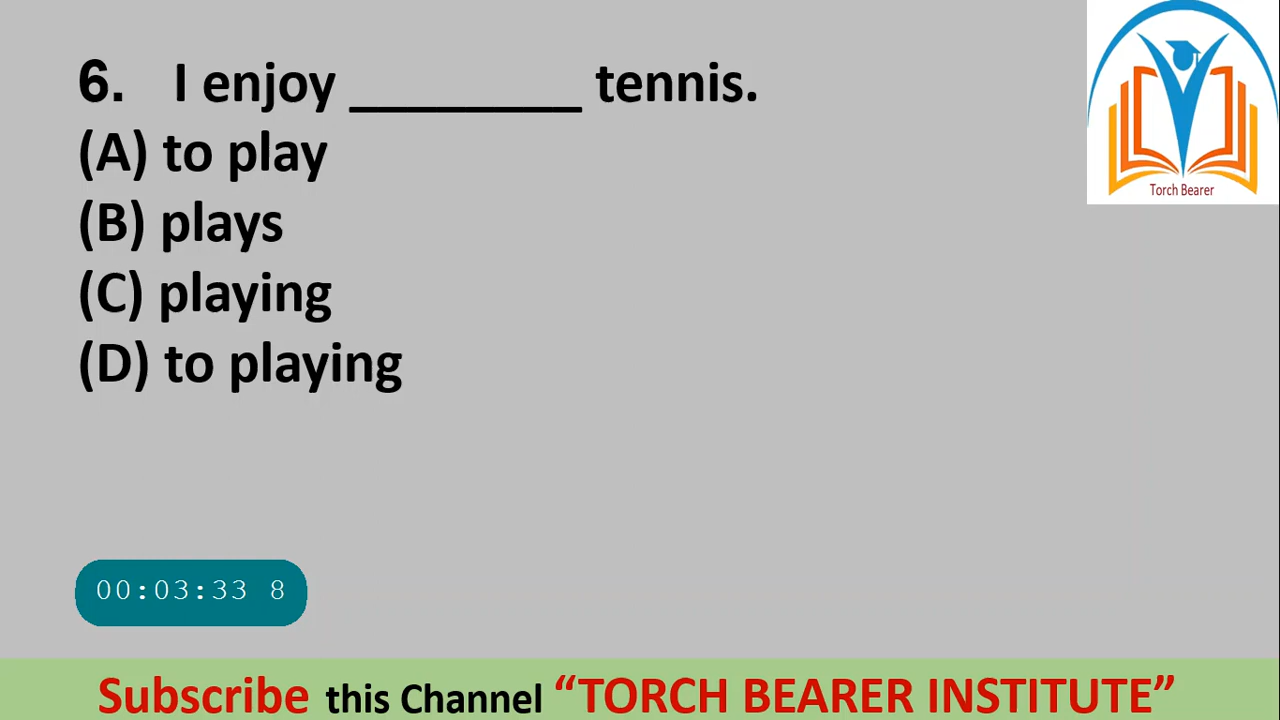 6. I enjoy ________ tennis.
(A) to play
(B) plays
(C) playing
(D) to playing
Torch Bearer
00:03:33 8
Subscribe this Channel “TORCH BEARER INSTITUTE”